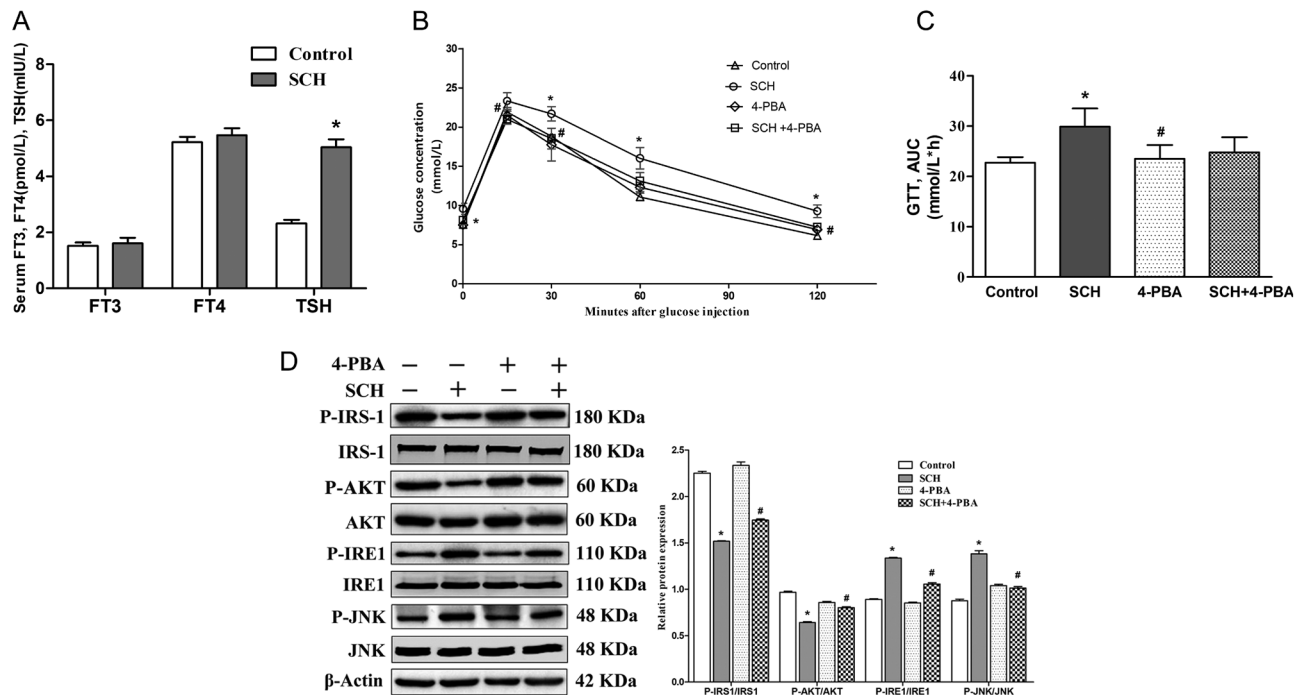 A
Serum FT3, FT4(pmol/L), TSH(mIU/L)
8
6
4
2
0
Control
SCH
*
FT3 FT4 TSH
B
Glucose concentration
(mmol/L)
30
25
20
15
10
5
0
Control
SCH
4-PBA
SCH +4-PBA
# * * *
# * #
0 30 60 90 120
Minutes after glucose injection
C
GTT, AUC
(mmol/L*h)
40
30
20
10
0
* #
Control SCH 4-PBA SCH+4-PBA
D
4-PBA − − + +
SCH − + − +
P-IRS-1 180 KDa
IRS-1 180 KDa
P-AKT 60 KDa
AKT 60 KDa
P-IRE1 110 KDa
IRE1 110 KDa
P-JNK 48 KDa
JNK 48 KDa
β-Actin 42 KDa
Relative protein expression
2.5
2.0
1.5
1.0
0.5
0.0
Control
SCH
4-PBA
SCH+4-PBA
* # * # * # * #
P-IRS1/IRS1 P-AKT/AKT P-IRE1/IRE1 P-JNK/JNK